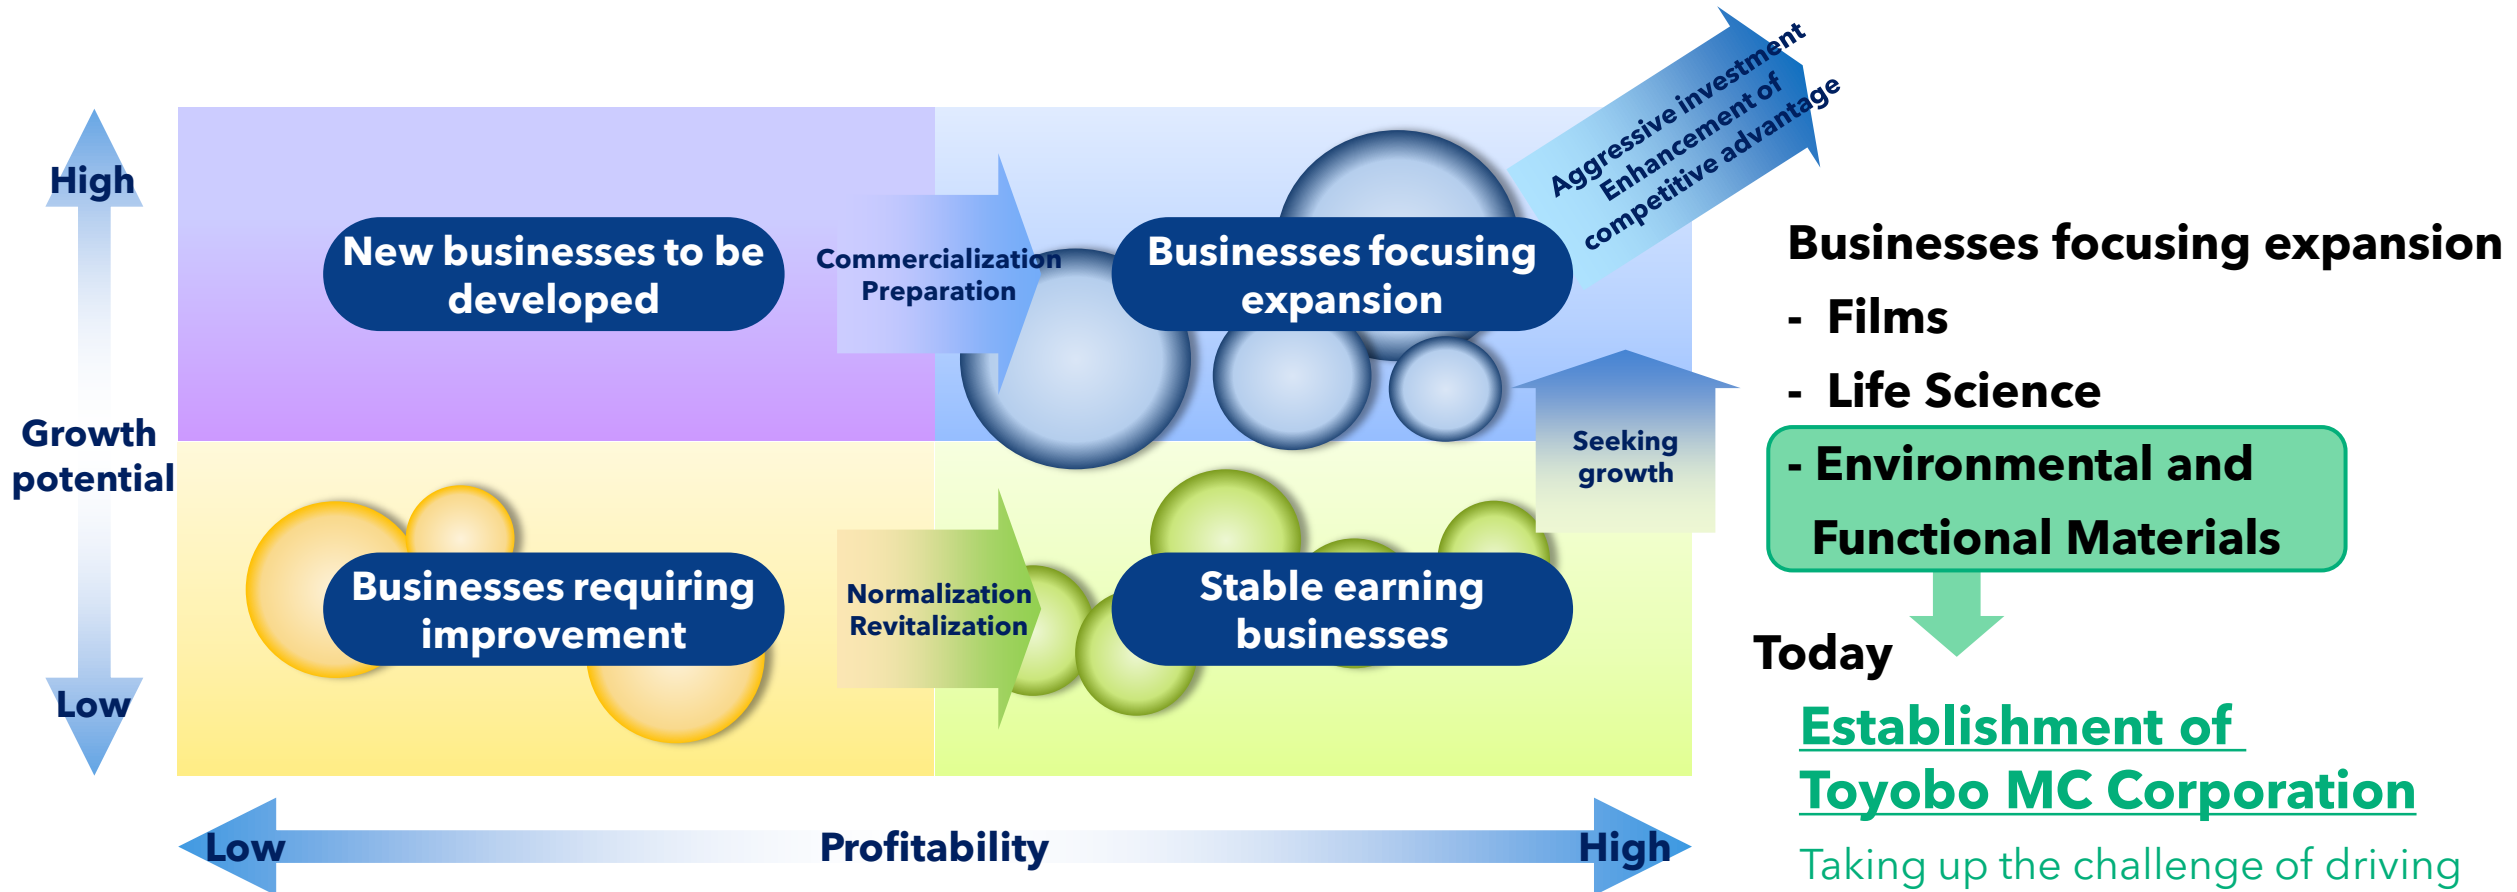 Aggressive investment
Enhancement of
competitive advantage
High
New businesses to be
developed
Commercialization
Preparation
Businesses focusing
expansion
Growth
potential
Seeking
growth
Businesses requiring
improvement
Normalization
Revitalization
Stable earning
businesses
Low
Low
Profitability
High
Businesses focusing expansion
- Films
- Life Science
- Environmental and
Functional Materials
Today
Establishment of
Toyobo MC Corporation
Taking up the challenge of driving